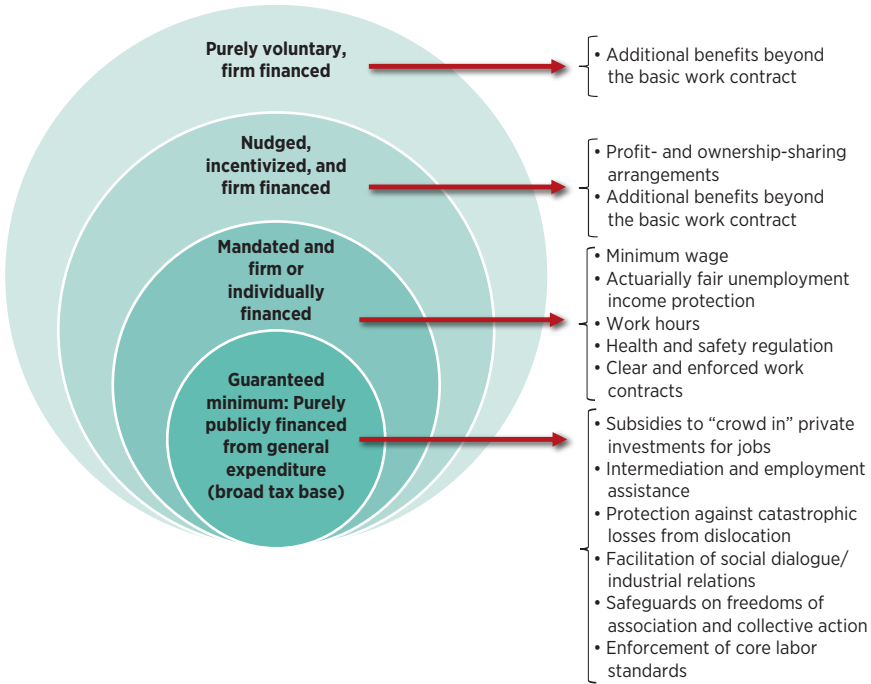 Purely voluntary,
firm financed
• Additional benefits beyond
the basic work contract
Nudged,
incentivized, and
firm financed
• Profit- and ownership-sharing
arrangements
• Additional benefits beyond
the basic work contract
Mandated and
firm or
individually
financed
• Minimum wage
• Actuarially fair unemployment
income protection
• Work hours
• Health and safety regulation
• Clear and enforced work
contracts
Guaranteed
minimum: Purely
publicly financed
from general
expenditure
(broad tax base)
• Subsidies to “crowd in” private
investments for jobs
• Intermediation and employment
assistance
• Protection against catastrophic
losses from dislocation
• Facilitation of social dialogue/
industrial relations
• Safeguards on freedoms of
association and collective action
• Enforcement of core labor
standards